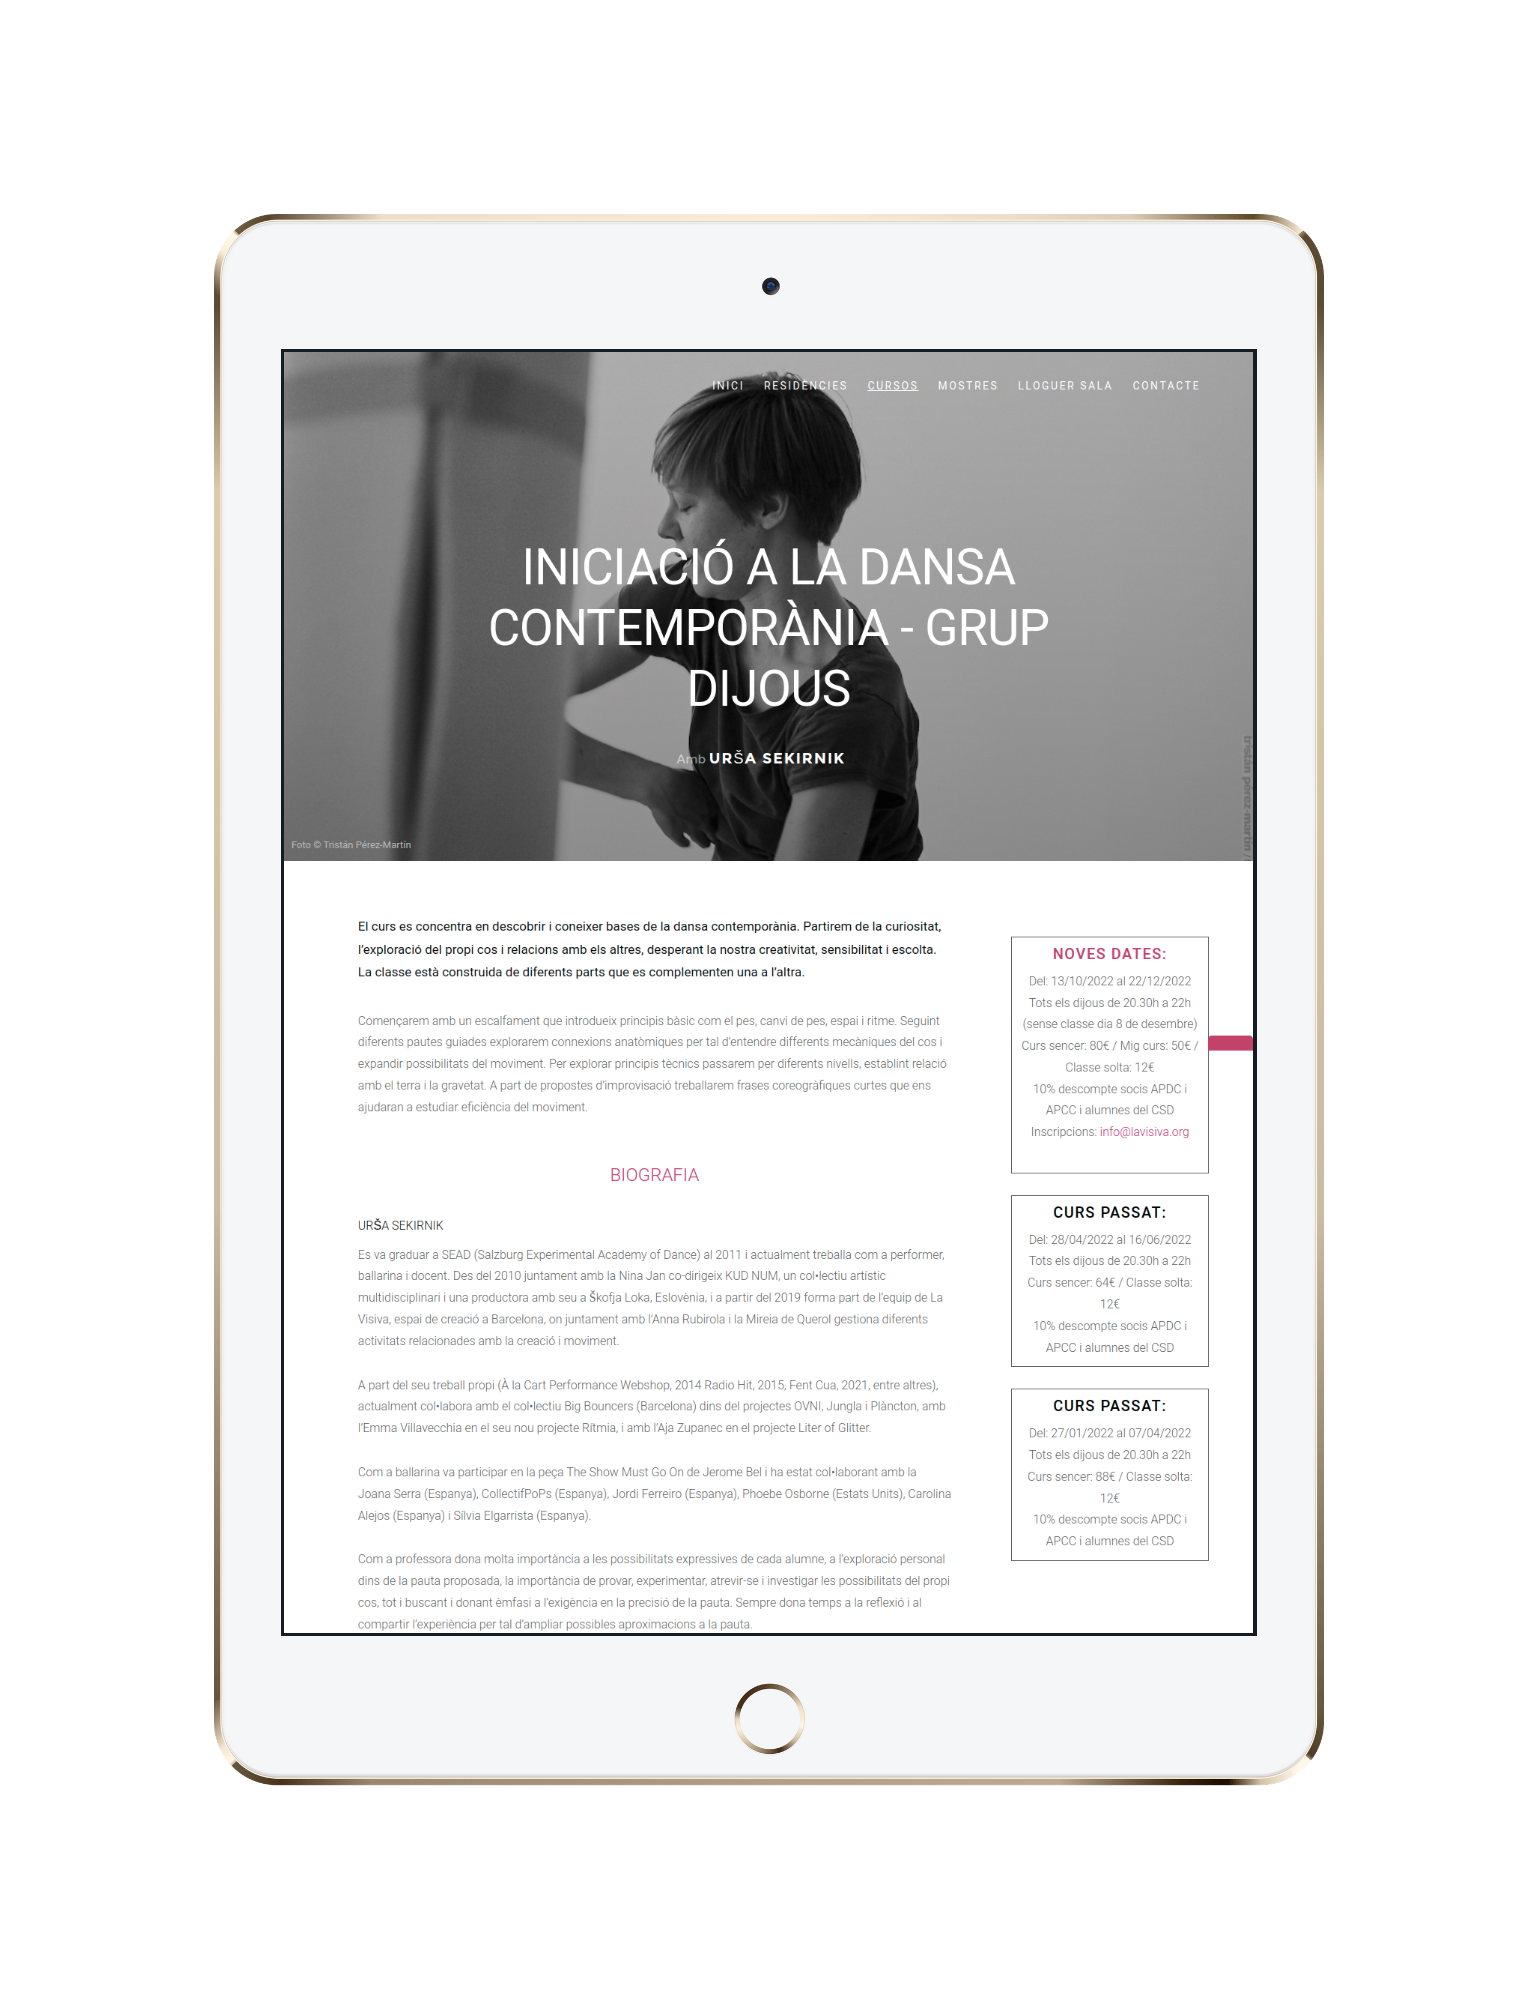 INICI RESIDÈNCIES CURSOS MOSTRES LLOGUER SALA CONTACTE
INICIACIÓ A LA DANSA
CONTEMPORÀNIA - GRUP
DIJOUS
Amb URŠA SEKIRNIK
tristán pérez-martín /
Foto © Tristán Pérez-Martín
El curs es concentra en descobrir i coneixer bases de la dansa contemporània. Partirem de la curiositat,
l'exploració del propi cos i relacions amb els altres, desperant la nostra creativitat, sensibilitat i escolta.
La classe està construida de diferents parts que es complementen una a l'altra.
Començarem amb un escalfament que introdueix principis bàsic com el pes, canvi de pes, espai i ritme. Seguint
diferents pautes guiades explorarem connexions anatòmiques per tal d'entendre differents mecàniques del cos i
expandir possibilitats del moviment. Per explorar principis tècnics passarem per diferents nivells, establint relació
amb el terra i la gravetat. A part de propostes d'improvisació treballarem frases coreogràfiques curtes que ens
ajudaran a estudiar eficiència del moviment.
BIOGRAFIA
URŠA SEKIRNIK
Es va graduar a SEAD (Salzburg Experimental Academy of Dance) al 2011 i actualment treballa com a performer,
ballarina i docent. Des del 2010 juntament amb la Nina Jan co-dirigeix KUD NUM, un col•lectiu artístic
multidisciplinari i una productora amb seu a Škofja Loka, Eslovènia, i a partir del 2019 forma part de l'equip de La
Visiva, espai de creació a Barcelona, on juntament amb l'Anna Rubirola i la Mireia de Querol gestiona diferents
activitats relacionades amb la creació i moviment.
A part del seu treball propi (À la Cart Performance Webshop, 2014 Radio Hit, 2015, Fent Cua, 2021, entre altres),
actualment col•labora amb el col•lectiu Big Bouncers (Barcelona) dins del projectes OVNI, Jungla i Plàncton, amb
l'Emma Villavecchia en el seu nou projecte Rítmia, i amb l'Aja Zupanec en el projecte Liter of Glitter.
Com a ballarina va participar en la peça The Show Must Go On de Jerome Bel i ha estat col•laborant amb la
Joana Serra (Espanya), CollectifPoPs (Espanya), Jordi Ferreiro (Espanya), Phoebe Osborne (Estats Units), Carolina
Alejos (Espanya) i Sílvia Elgarrista (Espanya).
Com a professora dona molta importància a les possibilitats expressives de cada alumne, a l'exploració personal
dins de la pauta proposada, la importància de provar, experimentar, atrevir-se i investigar les possibilitats del propi
cos, tot i buscant i donant èmfasi a l'exigència en la precisió de la pauta. Sempre dona temps a la reflexió i al
compartir l'experiència per tal d'ampliar possibles aproximacions a la pauta.
NOVES DATES:
Del: 13/10/2022 al 22/12/2022
Tots els dijous de 20.30h a 22h
(sense classe dia 8 de desembre)
Curs sencer: 80€ / Mig curs: 50€ /
Classe solta: 12€
10% descompte socis APDC i
APCC i alumnes del CSD
Inscripcions: info@lavisiva.org
CURS PASSAT:
Del: 28/04/2022 al 16/06/2022
Tots els dijous de 20.30h a 22h
Curs sencer: 64€ / Classe solta:
12€
10% descompte socis APDC i
APCC i alumnes del CSD
CURS PASSAT:
Del: 27/01/2022 al 07/04/2022
Tots els dijous de 20.30h a 22h
Curs sencer: 88€ / Classe solta:
12€
10% descompte socis APDC i
APCC i alumnes del CSD